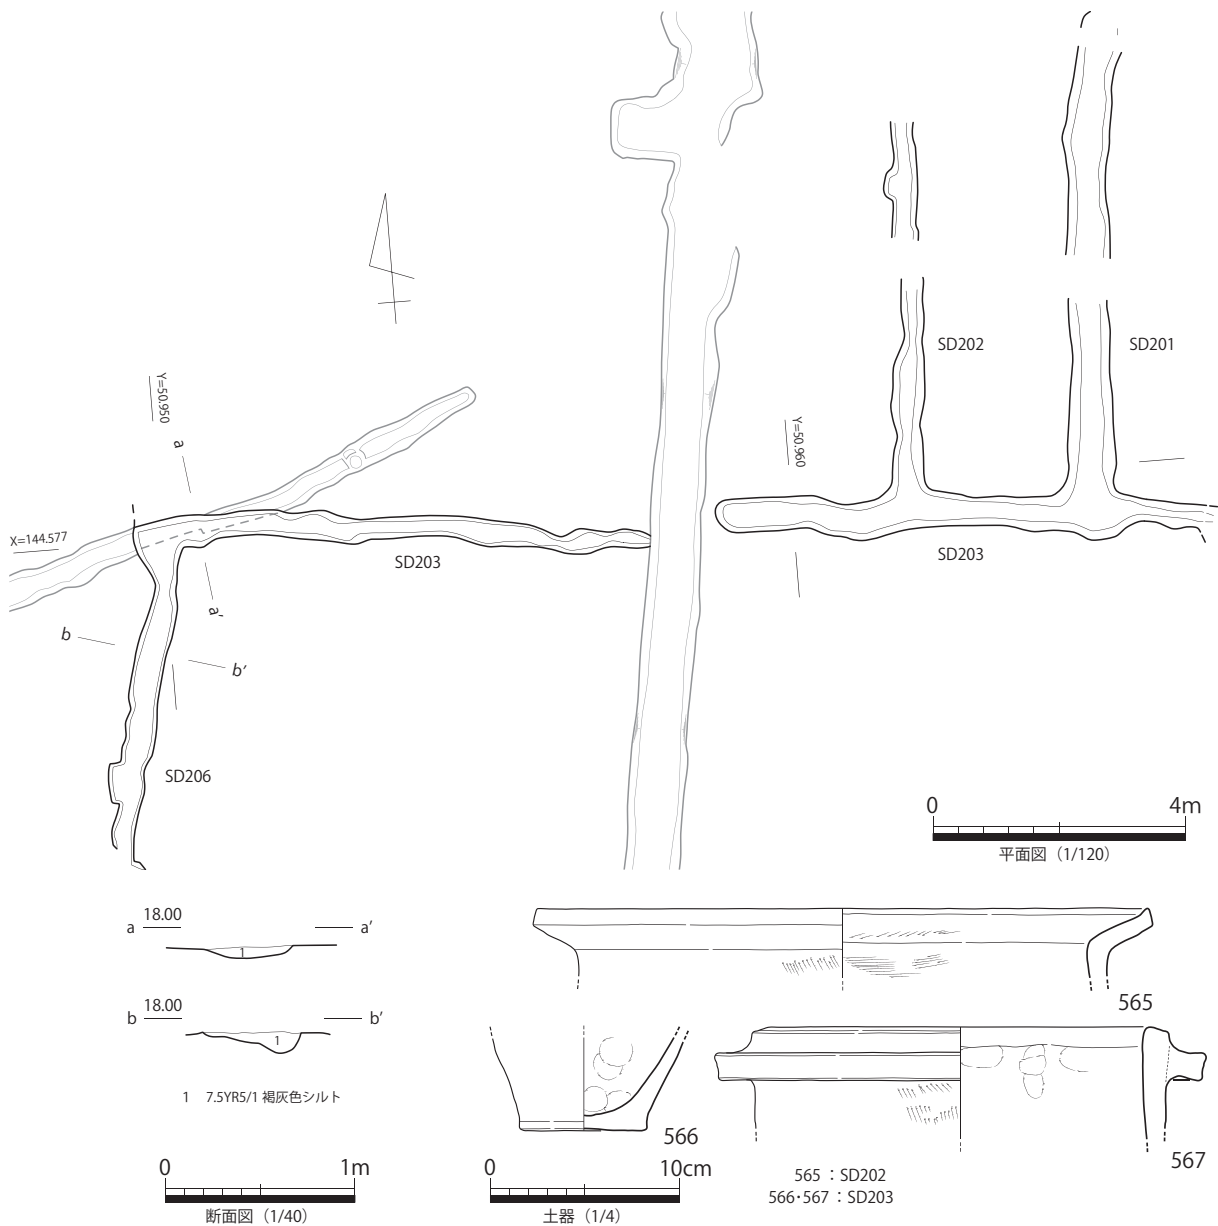 SD202
SD201
Y=50.950
a
Y=50.960
X=144.577
SD203
SD203
a′
b
b′
SD206
0 4m
平面図（1/120）
a 18.00 a′
1
565
b 18.00 b′
1
1 7.5YR5/1 褐灰色シルト
566
567
0 1m
断面図（1/40）
0 10cm
土器（1/4）
565 ：SD202
566･567 ：SD203